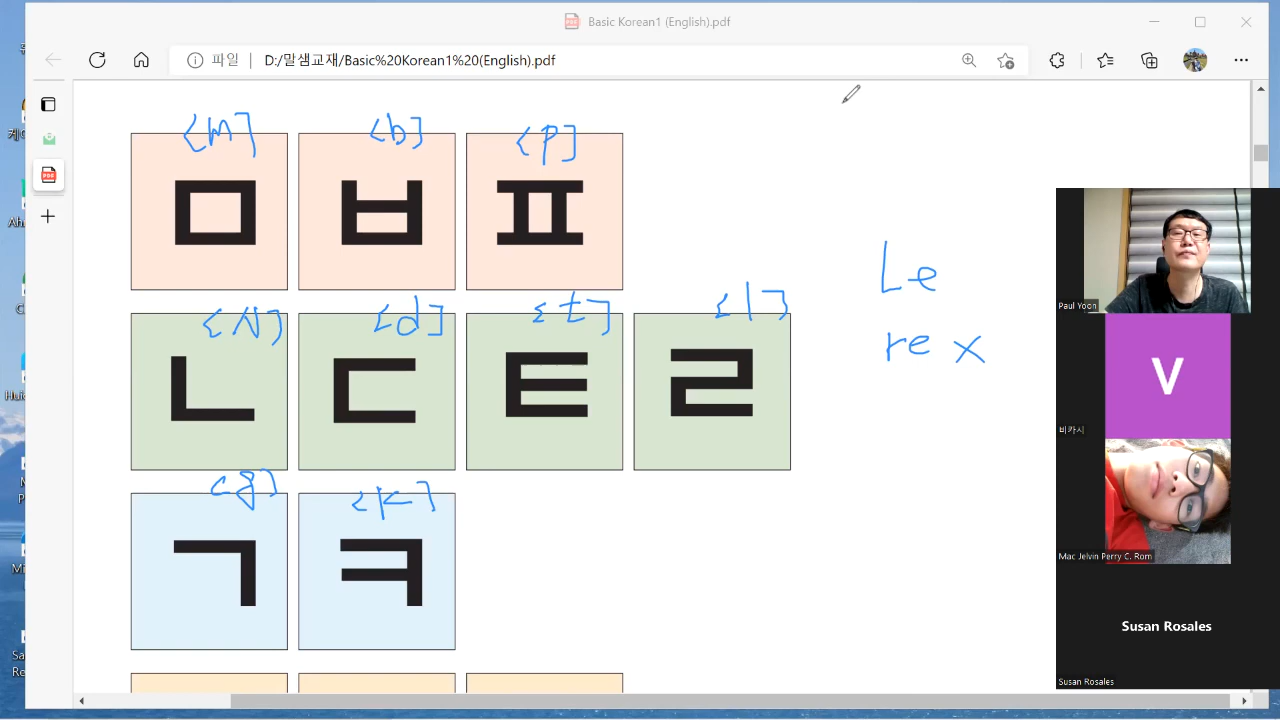 Basic Korean1 (English).pdf
파일 D:/말샘교재/Basic%20Korean1%20(English).pdf
[m] [b] [p]
ㅁ ㅂ ㅍ
[N] [d] [t] [l]
ㄴ ㄷ ㅌ ㄹ
[g] [k]
ㄱ ㅋ
Le
re x
Paul Yoon
V
비카시
Mac Jelvin Perry C. Rom
Susan Rosales
Susan Rosales